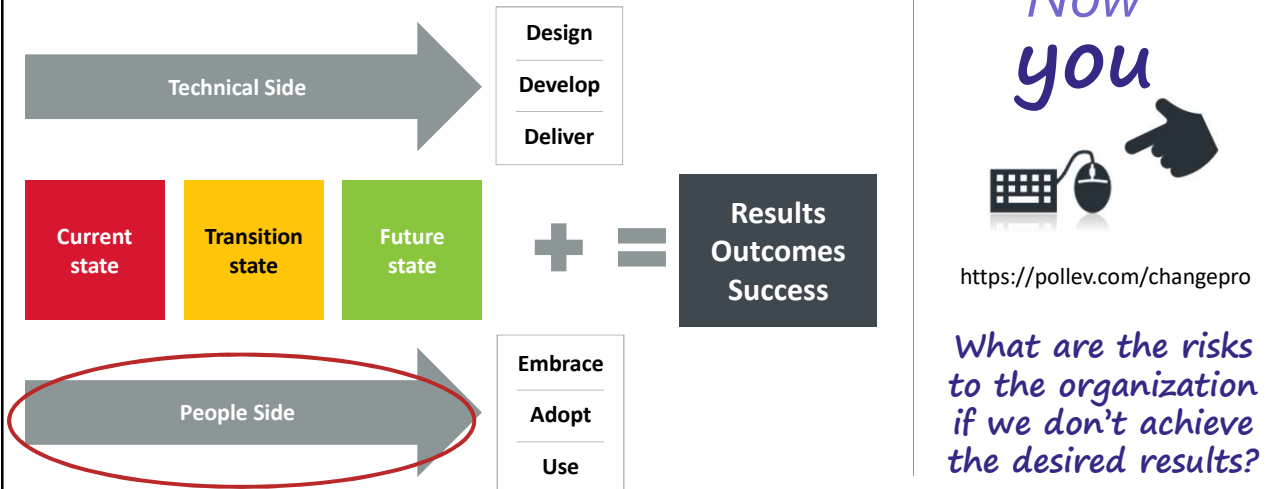 Technical Side
Design
Develop
Deliver
Current
state
Transition
state
Future
state
Results
Outcomes
Success
People Side
Embrace
Adopt
Use
Now
you
https://pollev.com/changepro
What are the risks
to the organization
if we don't achieve
the desired results?